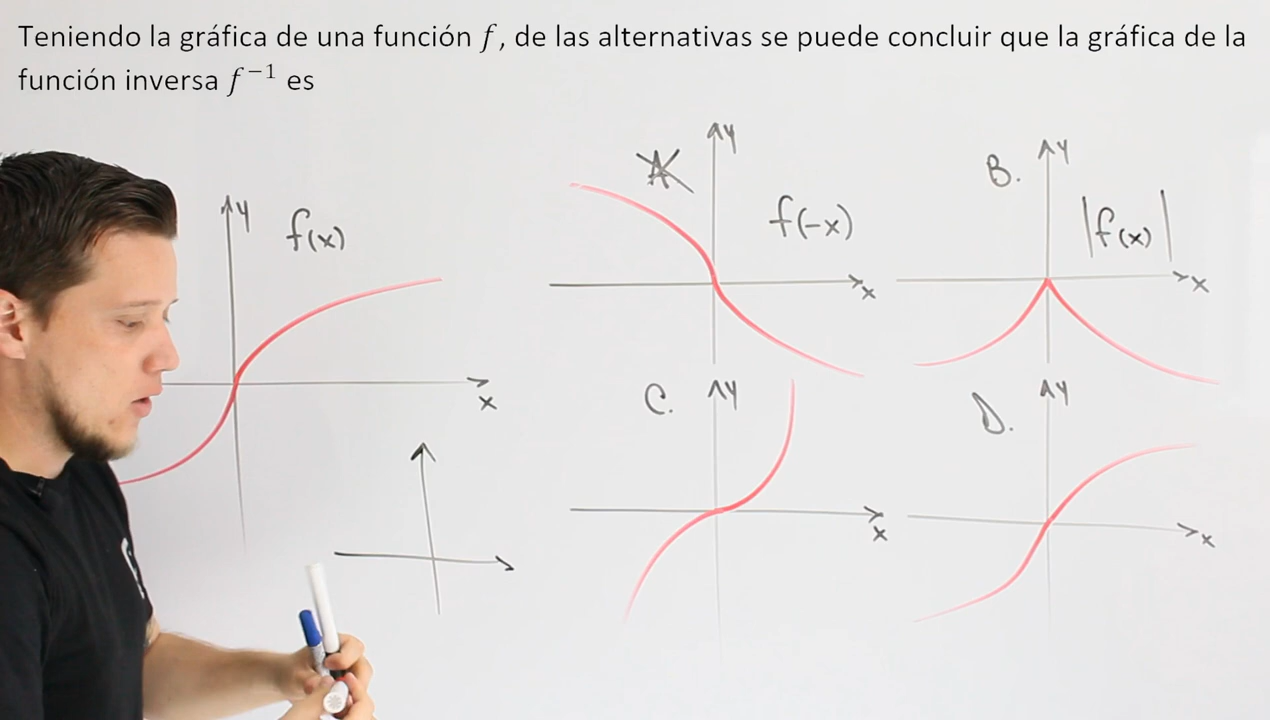 Teniendo la gráfica de una función f, de las alternativas se puede concluir que la gráfica de la
función inversa f⁻¹ es
y
f(x)
x
A
y
f(-x)
x
B.
y
|f(x)|
x
C.
y
x
D.
y
x